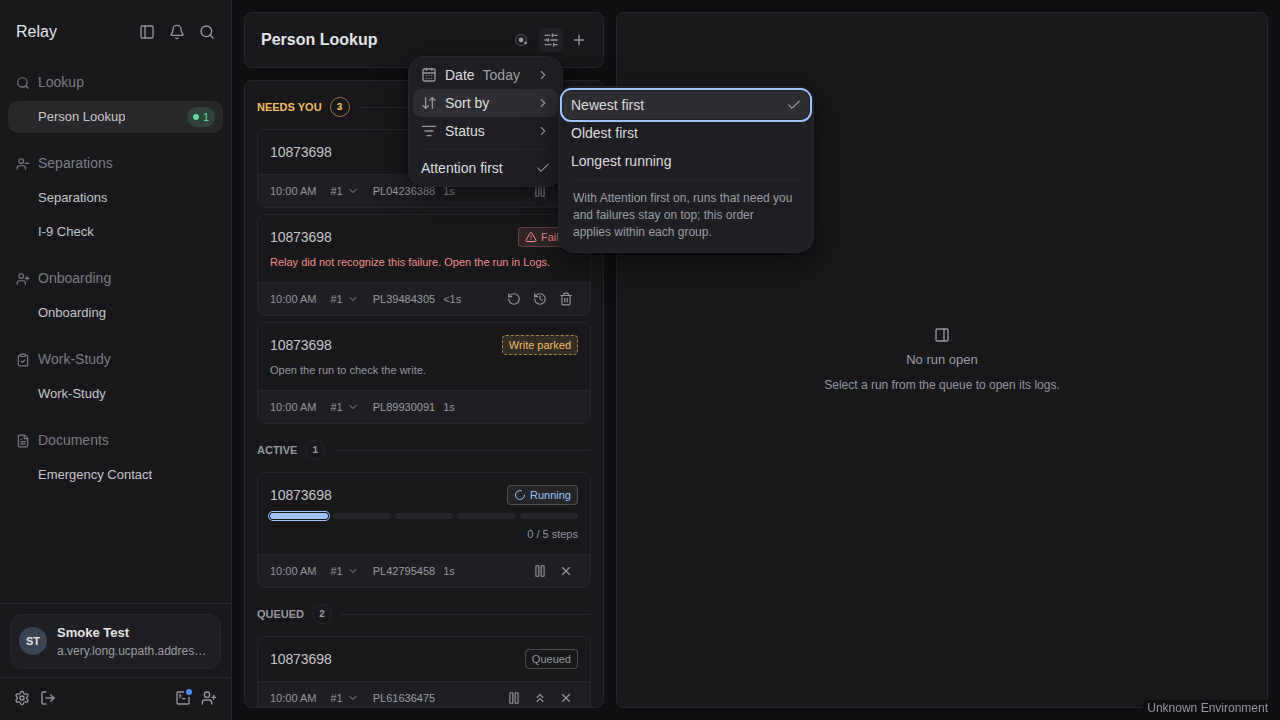 Relay
Lookup
Person Lookup
1
Separations
Separations
I-9 Check
Onboarding
Onboarding
Work-Study
Work-Study
Documents
Emergency Contact
ST
Smoke Test
a.very.long.ucpath.addres…
Person Lookup
Date Today
Sort by
Status
Attention first
Newest first
Oldest first
Longest running
With Attention first on, runs that need you
and failures stay on top; this order
applies within each group.
NEEDS YOU 3
10873698
10:00 AM #1 PL04236388 1s
10873698
Relay did not recognize this failure. Open the run in Logs.
10:00 AM #1 PL39484305 <1s
10873698 Write parked
Open the run to check the write.
10:00 AM #1 PL89930091 1s
ACTIVE 1
10873698 Running
0 / 5 steps
10:00 AM #1 PL42795458 1s
QUEUED 2
10873698 Queued
10:00 AM #1 PL61636475
No run open
Select a run from the queue to open its logs.
Unknown Environment